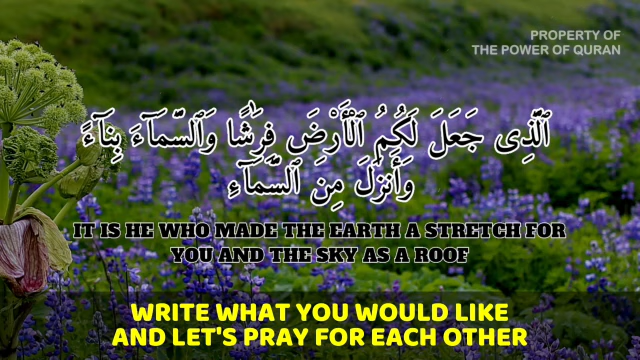 PROPERTY OF
THE POWER OF QURAN
ٱلَّذِى جَعَلَ لَكُمُ ٱلْأَرْضَ فِرَٰشًا وَٱلسَّمَآءَ بِنَآءً
وَأَنزَلَ مِنَ ٱلسَّمَآءِ
IT IS HE WHO MADE THE EARTH A STRETCH FOR
YOU AND THE SKY AS A ROOF
WRITE WHAT YOU WOULD LIKE
AND LET'S PRAY FOR EACH OTHER